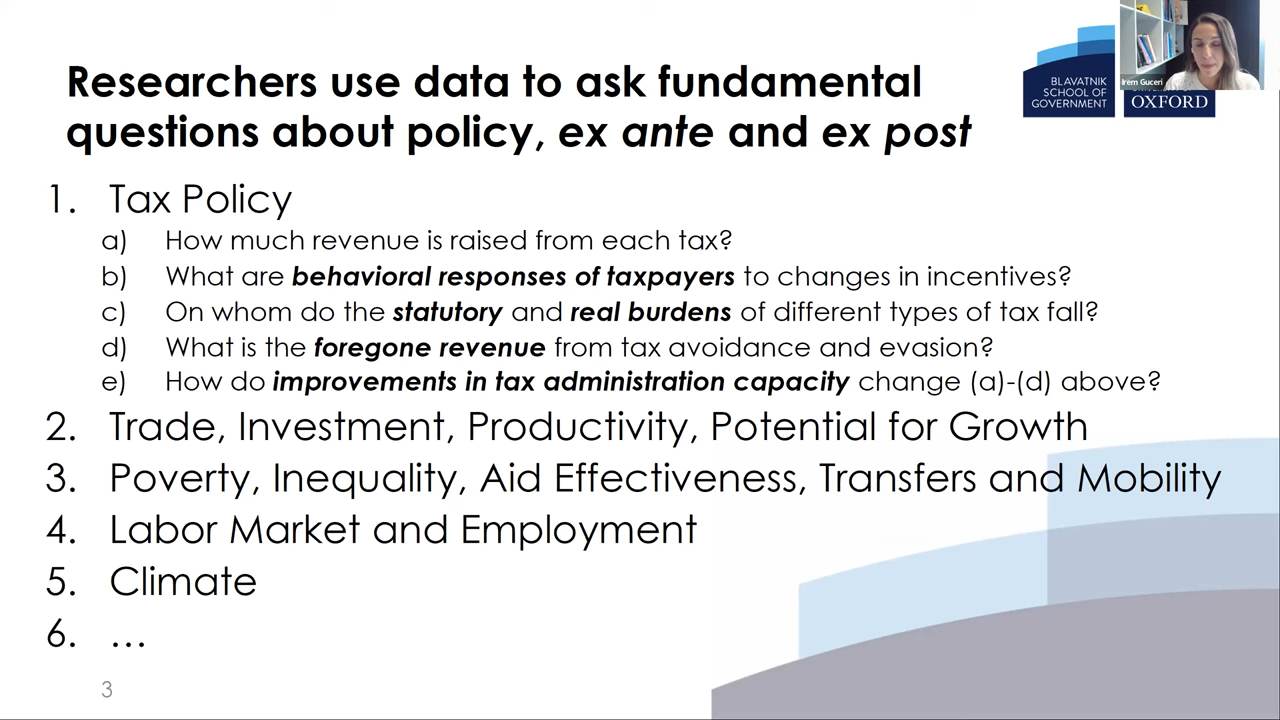 Researchers use data to ask fundamental
questions about policy, ex ante and ex post
BLAVATNIK
SCHOOL OF
GOVERNMENT
OXFORD
Irem Guceri
1. Tax Policy
a) How much revenue is raised from each tax?
b) What are behavioral responses of taxpayers to changes in incentives?
c) On whom do the statutory and real burdens of different types of tax fall?
d) What is the foregone revenue from tax avoidance and evasion?
e) How do improvements in tax administration capacity change (a)-(d) above?
2. Trade, Investment, Productivity, Potential for Growth
3. Poverty, Inequality, Aid Effectiveness, Transfers and Mobility
4. Labor Market and Employment
5. Climate
6. …
3